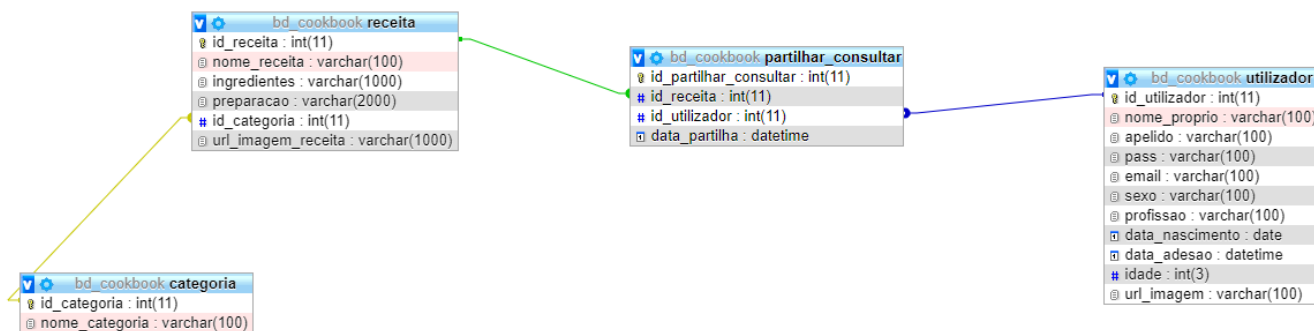 bd_cookbook receita
id_receita : int(11)
nome_receita : varchar(100)
ingredientes : varchar(1000)
preparacao : varchar(2000)
id_categoria : int(11)
url_imagem_receita : varchar(1000)
bd_cookbook partilhar_consultar
id_partilhar_consultar : int(11)
id_receita : int(11)
id_utilizador : int(11)
data_partilha : datetime
bd_cookbook utilizador
id_utilizador : int(11)
nome_proprio : varchar(100)
apelido : varchar(100)
pass : varchar(100)
email : varchar(100)
sexo : varchar(100)
profissao : varchar(100)
data_nascimento : date
data_adesao : datetime
idade : int(3)
url_imagem : varchar(100)
bd_cookbook categoria
id_categoria : int(11)
nome_categoria : varchar(100)